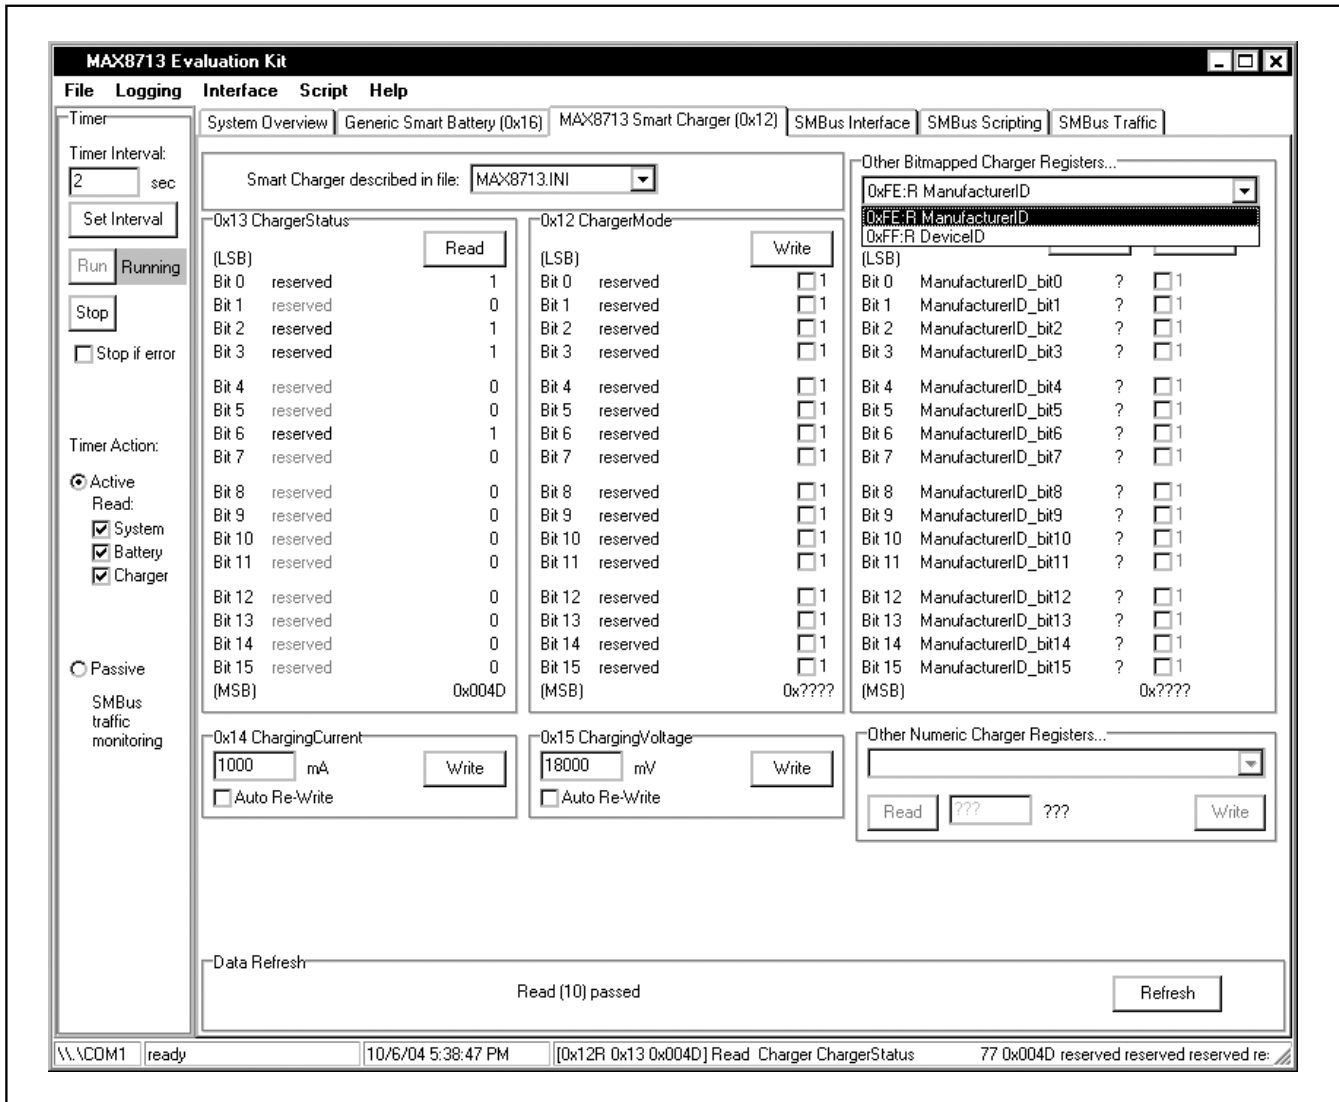 MAX8713 Evaluation Kit
File Logging Interface Script Help
Timer
Timer Interval:
2 sec
Set Interval
Run Running
Stop
Stop if error
Timer Action:
Active
Read:
System
Battery
Charger
Passive
SMBus
traffic
monitoring
System Overview Generic Smart Battery (0x16) MAX8713 Smart Charger (0x12) SMBus Interface SMBus Scripting SMBus Traffic
Smart Charger described in file: MAX8713.INI
0x13 ChargerStatus
Read
(LSB)
Bit 0 reserved 1
Bit 1 reserved 0
Bit 2 reserved 1
Bit 3 reserved 1
Bit 4 reserved 0
Bit 5 reserved 0
Bit 6 reserved 1
Bit 7 reserved 0
Bit 8 reserved 0
Bit 9 reserved 0
Bit 10 reserved 0
Bit 11 reserved 0
Bit 12 reserved 0
Bit 13 reserved 0
Bit 14 reserved 0
Bit 15 reserved 0
(MSB) 0x004D
0x12 ChargerMode
Write
(LSB)
Bit 0 reserved 1
Bit 1 reserved 1
Bit 2 reserved 1
Bit 3 reserved 1
Bit 4 reserved 1
Bit 5 reserved 1
Bit 6 reserved 1
Bit 7 reserved 1
Bit 8 reserved 1
Bit 9 reserved 1
Bit 10 reserved 1
Bit 11 reserved 1
Bit 12 reserved 1
Bit 13 reserved 1
Bit 14 reserved 1
Bit 15 reserved 1
(MSB) 0x????
Other Bitmapped Charger Registers...
0xFE:R ManufacturerID
0xFE:R ManufacturerID
0xFF:R DeviceID
(LSB)
Bit 0 ManufacturerID_bit0 ? 1
Bit 1 ManufacturerID_bit1 ? 1
Bit 2 ManufacturerID_bit2 ? 1
Bit 3 ManufacturerID_bit3 ? 1
Bit 4 ManufacturerID_bit4 ? 1
Bit 5 ManufacturerID_bit5 ? 1
Bit 6 ManufacturerID_bit6 ? 1
Bit 7 ManufacturerID_bit7 ? 1
Bit 8 ManufacturerID_bit8 ? 1
Bit 9 ManufacturerID_bit9 ? 1
Bit 10 ManufacturerID_bit10 ? 1
Bit 11 ManufacturerID_bit11 ? 1
Bit 12 ManufacturerID_bit12 ? 1
Bit 13 ManufacturerID_bit13 ? 1
Bit 14 ManufacturerID_bit14 ? 1
Bit 15 ManufacturerID_bit15 ? 1
(MSB) 0x????
0x14 ChargingCurrent
1000 mA Write
Auto Re-Write
0x15 ChargingVoltage
18000 mV Write
Auto Re-Write
Other Numeric Charger Registers...
Read ??? ??? Write
Data Refresh
Read (10) passed
Refresh
\\.\COM1 ready 10/6/04 5:38:47 PM [0x12R 0x13 0x004D] Read Charger ChargerStatus 77 0x004D reserved reserved reserved re: